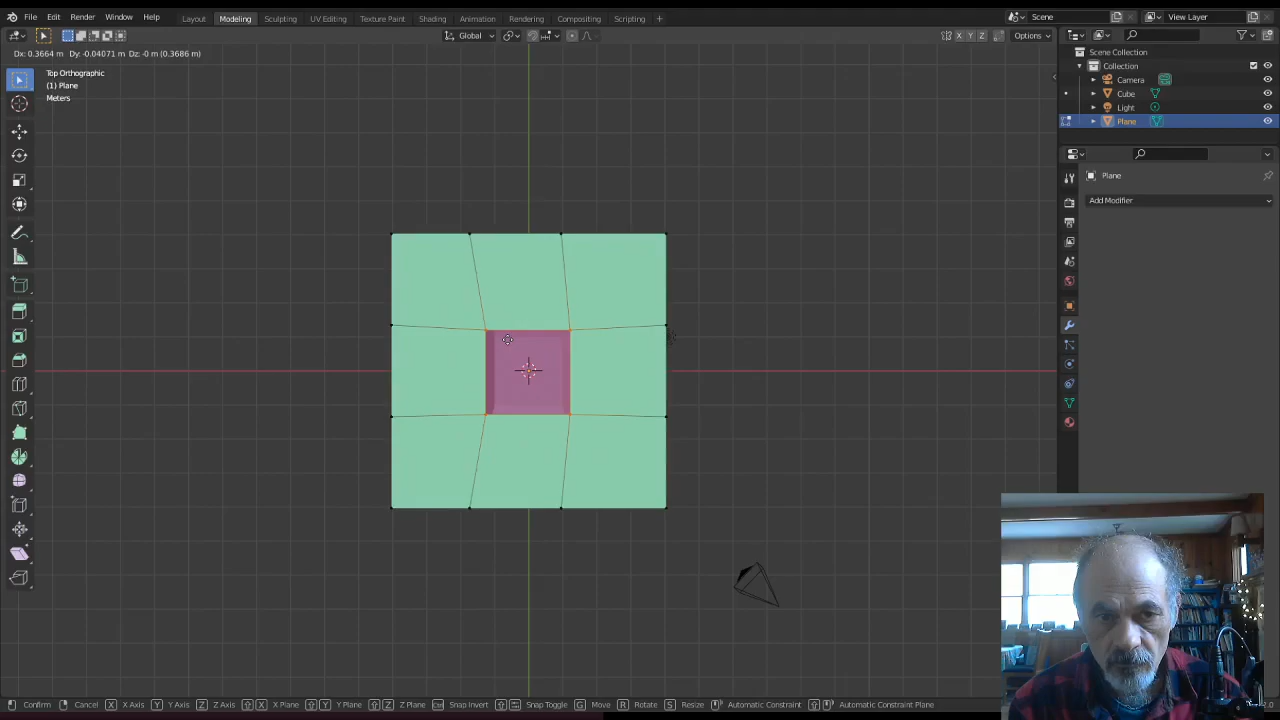 File Edit Render Window Help Layout Modeling Sculpting UV Editing Texture Paint Shading Animation Rendering Compositing Scripting + Scene View Layer
Global X Y Z Options
Dx: 0.3664 m Dy: -0.04071 m Dz: -0 m (0.3686 m)
Top Orthographic
(1) Plane
Meters
Scene Collection
Collection
Camera
Cube
Light
Plane
Plane
Add Modifier
Confirm Cancel X X Axis Y Y Axis Z Z Axis X X Plane Y Y Plane Z Z Plane Snap Invert Snap Toggle G Move R Rotate S Resize Automatic Constraint Automatic Constraint Plane